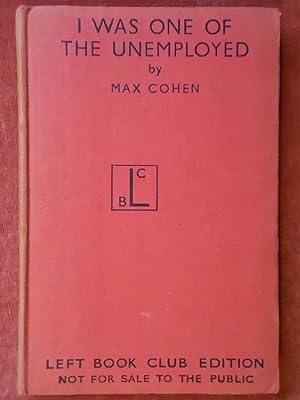 I WAS ONE OF
THE UNEMPLOYED
by
MAX COHEN
L B C
LEFT BOOK CLUB EDITION
NOT FOR SALE TO THE PUBLIC